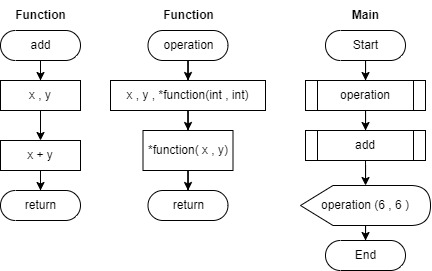 Function
add
x , y
x + y
return
Function
operation
x , y , *function(int , int)
*function( x , y)
return
Main
Start
operation
add
operation (6 , 6 )
End